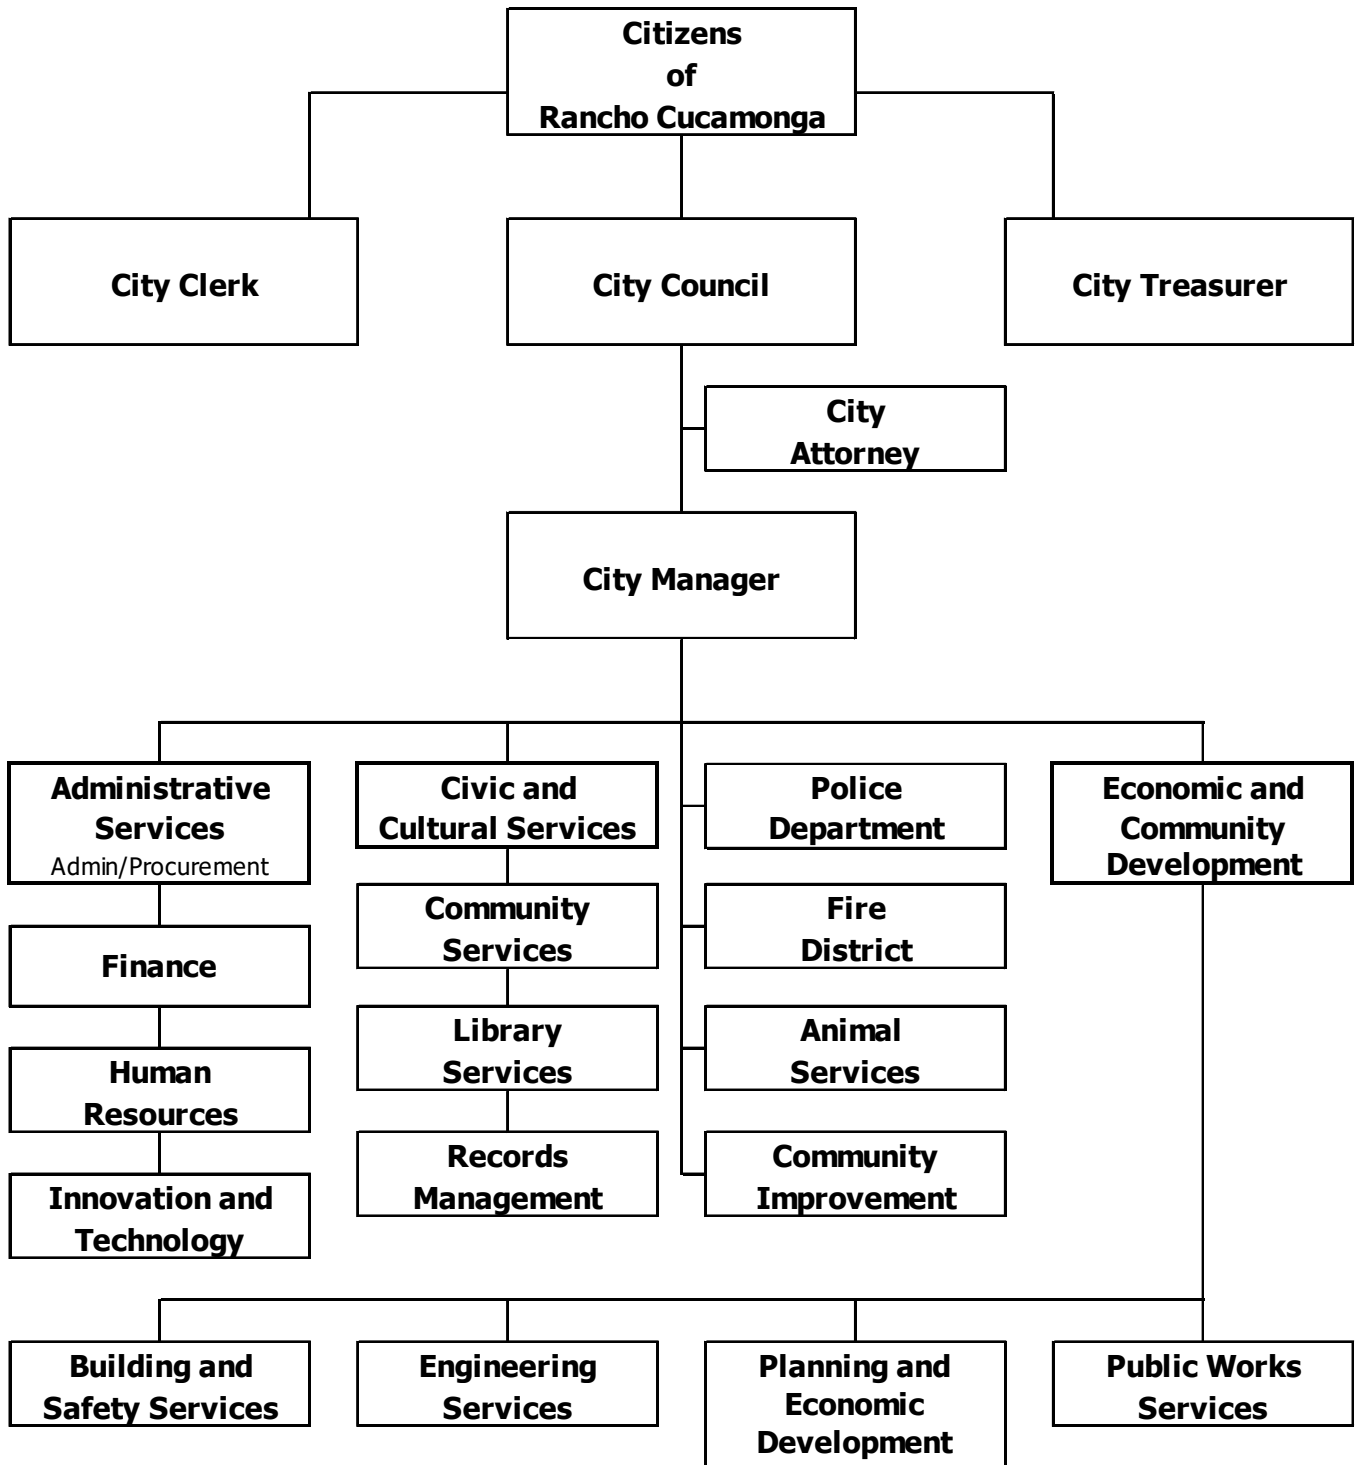 Citizens
of
Rancho Cucamonga
City Clerk
City Council
City Treasurer
City
Attorney
City Manager
Administrative
Services
Admin/Procurement
Civic and
Cultural Services
Police
Department
Economic and
Community
Development
Finance
Community
Services
Fire
District
Human
Resources
Library
Services
Animal
Services
Innovation and
Technology
Records
Management
Community
Improvement
Building and
Safety Services
Engineering
Services
Planning and
Economic
Development
Public Works
Services